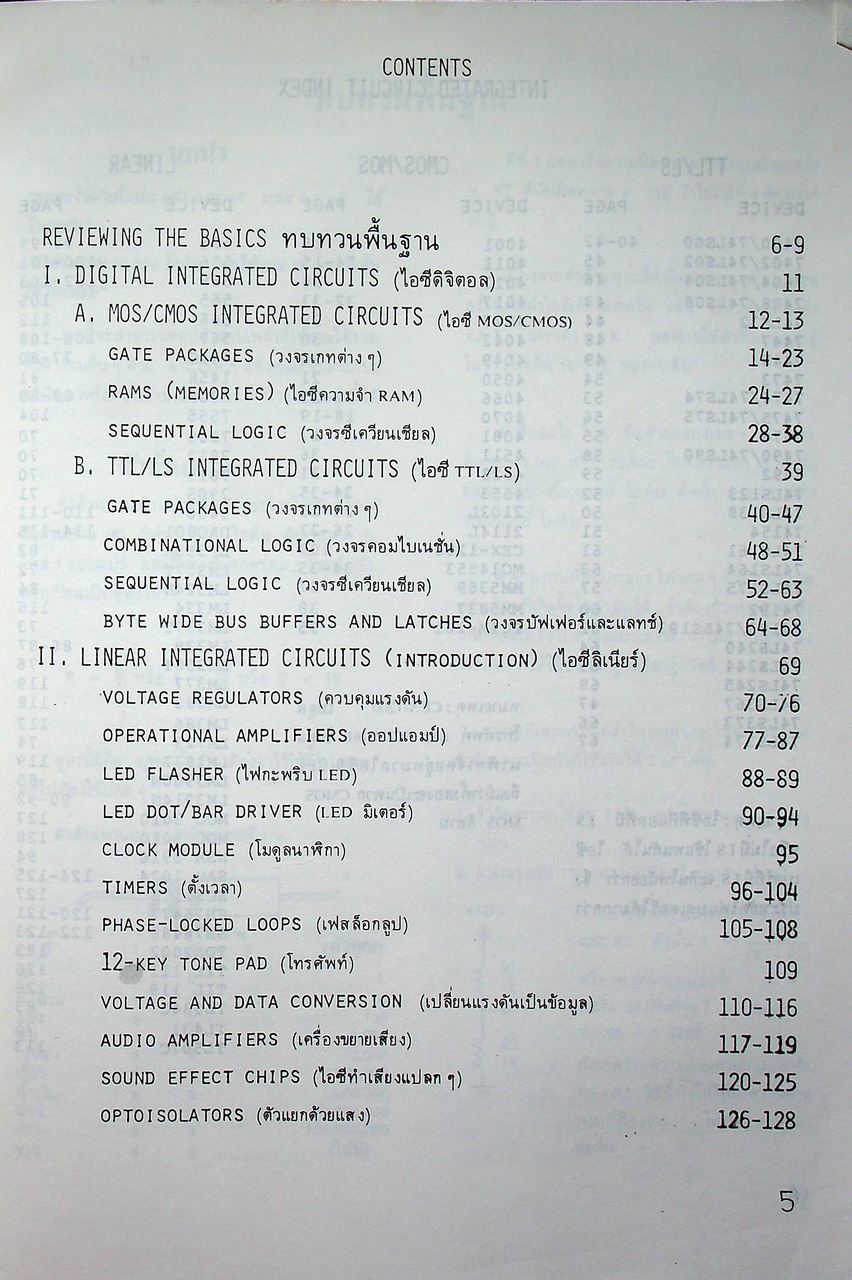 CONTENTS
REVIEWING THE BASICS ทบทวนพื้นฐาน 6-9
I. DIGITAL INTEGRATED CIRCUITS (ไอซีดิจิตอล) 11
A. MOS/CMOS INTEGRATED CIRCUITS (ไอซี MOS/CMOS) 12-13
GATE PACKAGES (วงจรเกทต่าง ๆ) 14-23
RAMS (MEMORIES) (ไอซีความจำ RAM) 24-27
SEQUENTIAL LOGIC (วงจรซีเควียนเชียล) 28-38
B. TTL/LS INTEGRATED CIRCUITS (ไอซี TTL/LS) 39
GATE PACKAGES (วงจรเกทต่าง ๆ) 40-47
COMBINATIONAL LOGIC (วงจรคอมไบเนชั่น) 48-51
SEQUENTIAL LOGIC (วงจรซีเควียนเชียล) 52-63
BYTE WIDE BUS BUFFERS AND LATCHES (วงจรบัฟเฟอร์และแลทช์) 64-68
II. LINEAR INTEGRATED CIRCUITS (INTRODUCTION) (ไอซีลิเนียร์) 69
VOLTAGE REGULATORS (ควบคุมแรงดัน) 70-76
OPERATIONAL AMPLIFIERS (ออปแอมป์) 77-87
LED FLASHER (ไฟกะพริบ LED) 88-89
LED DOT/BAR DRIVER (LED มิเตอร์) 90-94
CLOCK MODULE (โมดูลนาฬิกา) 95
TIMERS (ตั้งเวลา) 96-104
PHASE-LOCKED LOOPS (เฟสล็อกลูป) 105-108
12-KEY TONE PAD (โทรศัพท์) 109
VOLTAGE AND DATA CONVERSION (เปลี่ยนแรงดันเป็นข้อมูล) 110-116
AUDIO AMPLIFIERS (เครื่องขยายเสียง) 117-119
SOUND EFFECT CHIPS (ไอซีทำเสียงแปลก ๆ) 120-125
OPTOISOLATORS (ตัวแยกด้วยแสง) 126-128
5